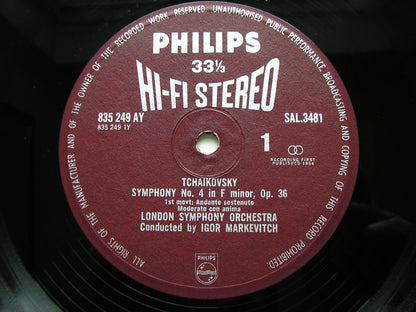 ALL RIGHTS OF THE MANUFACTURER AND OF THE OWNER OF THE RECORDED WORK RESERVED. UNAUTHORISED PUBLIC PERFORMANCE, BROADCASTING AND COPYING OF THIS RECORD PROHIBITED.
PHILIPS
33⅓
HI-FI STEREO
835 249 AY
835 249 1Y
SAL.3481
1
RECORDING FIRST
PUBLISHED 1964
TCHAIKOVSKY
SYMPHONY No. 4 in F minor, Op. 36
1st movt: Andante sostenuto
Moderato con anima
LONDON SYMPHONY ORCHESTRA
Conducted by IGOR MARKEVITCH
PHILIPS